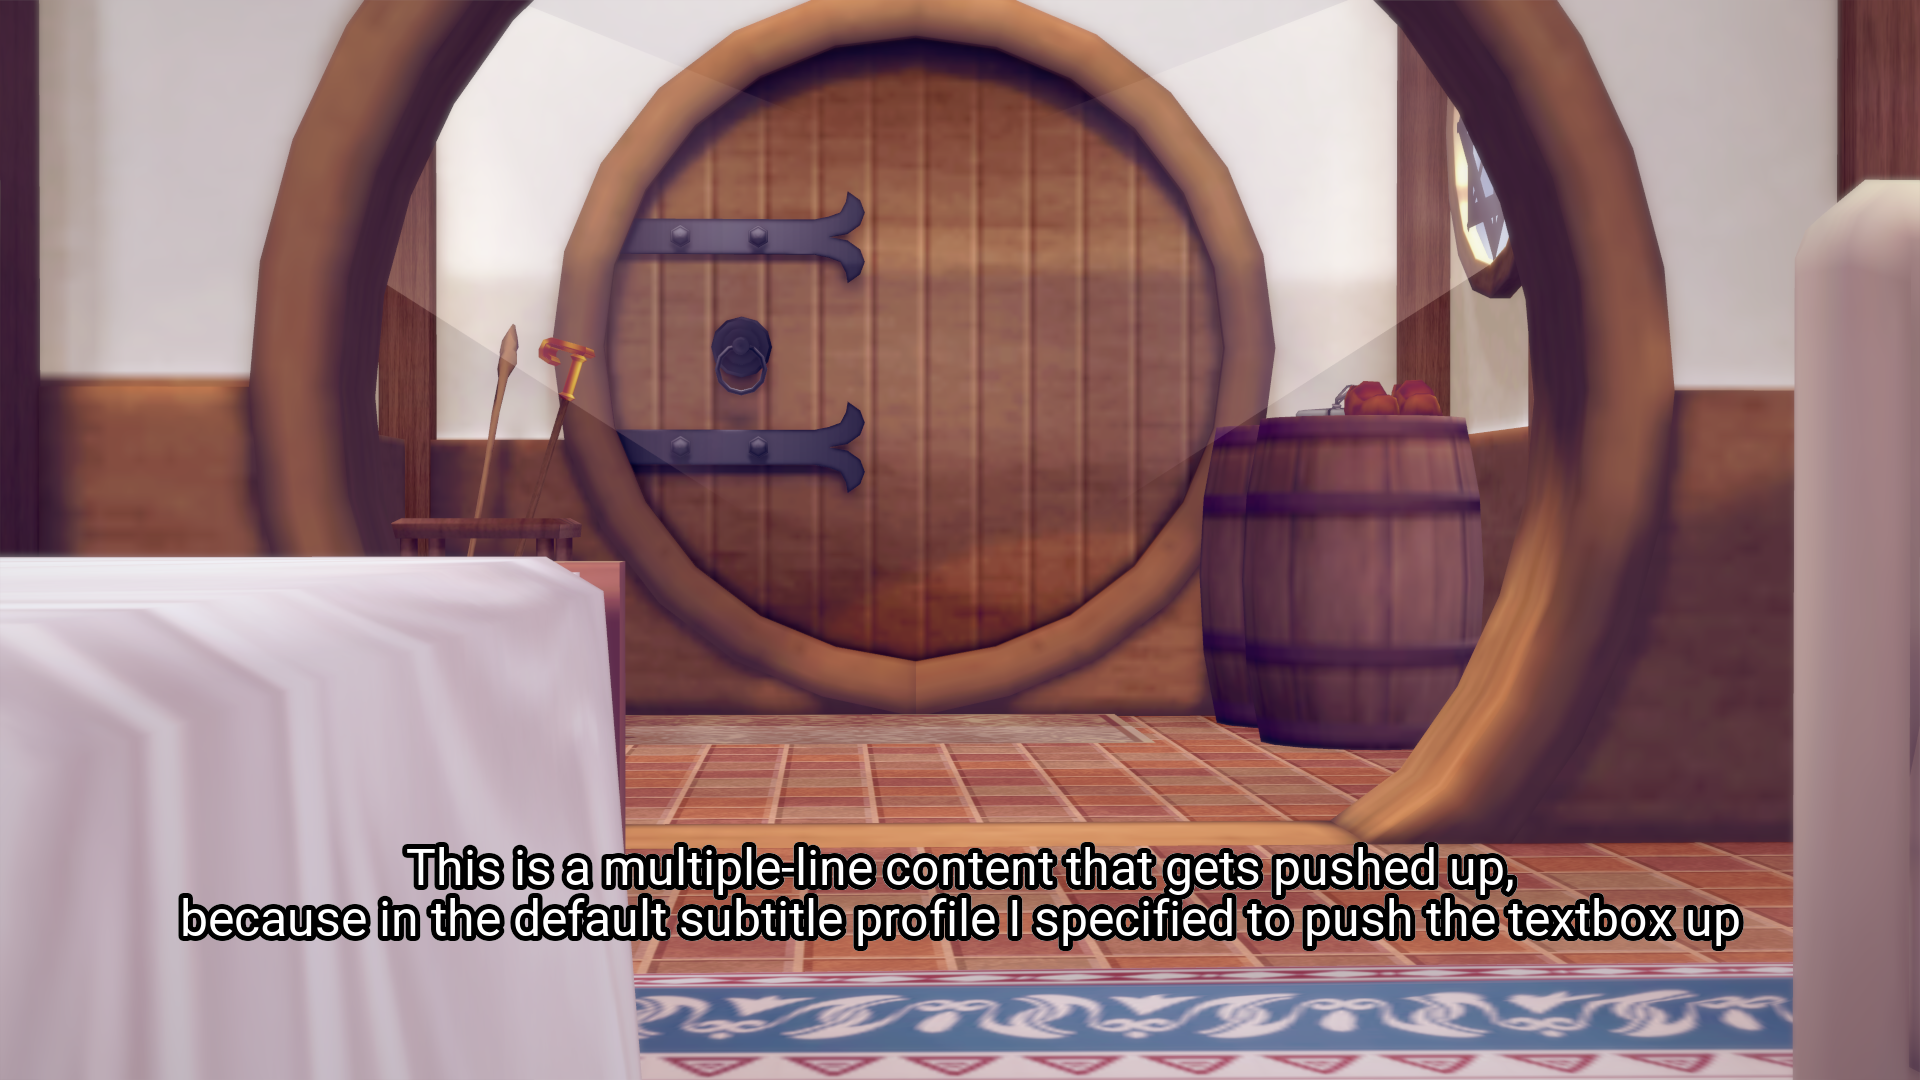 This is a multiple-line content that gets pushed up,
because in the default subtitle profile I specified to push the textbox up